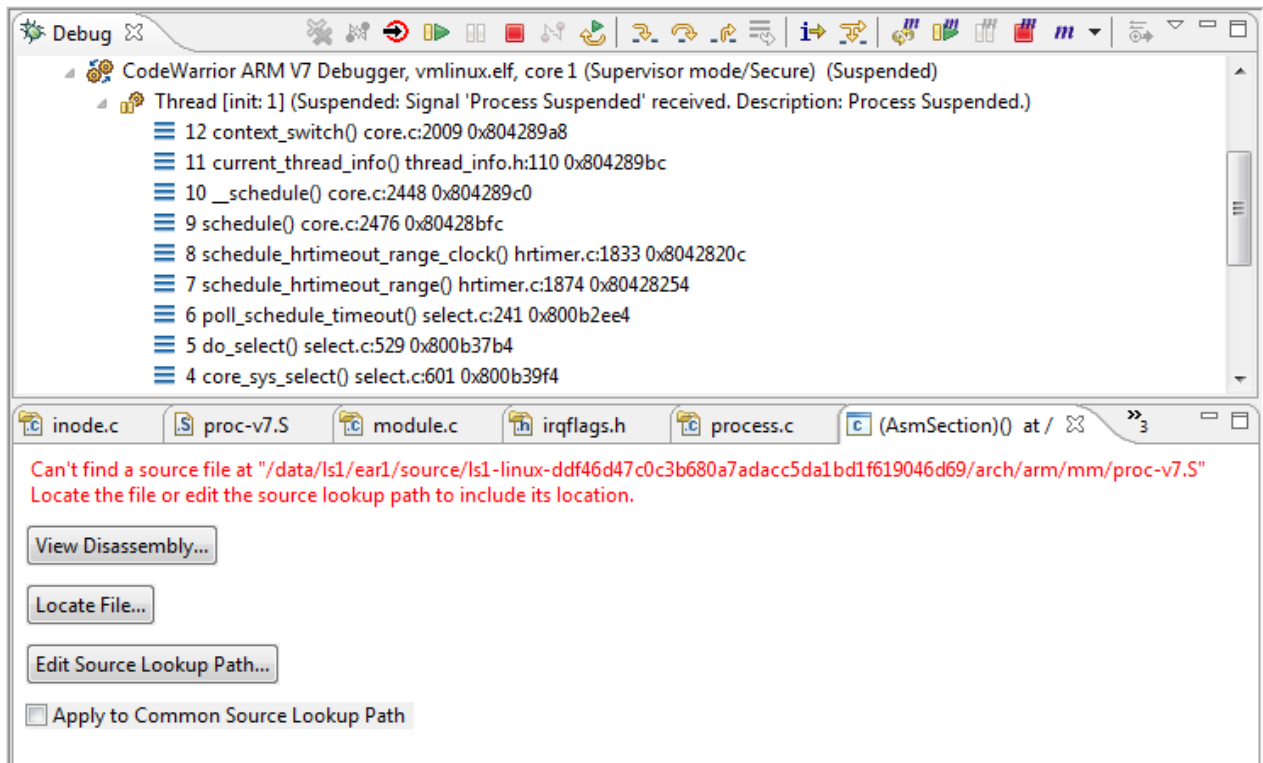 Debug
i
m
CodeWarrior ARM V7 Debugger, vmlinux.elf, core 1 (Supervisor mode/Secure) (Suspended)
Thread [init: 1] (Suspended: Signal 'Process Suspended' received. Description: Process Suspended.)
12 context_switch() core.c:2009 0x804289a8
11 current_thread_info() thread_info.h:110 0x804289bc
10 __schedule() core.c:2448 0x804289c0
9 schedule() core.c:2476 0x80428bfc
8 schedule_hrtimeout_range_clock() hrtimer.c:1833 0x8042820c
7 schedule_hrtimeout_range() hrtimer.c:1874 0x80428254
6 poll_schedule_timeout() select.c:241 0x800b2ee4
5 do_select() select.c:529 0x800b37b4
4 core_sys_select() select.c:601 0x800b39f4
.c inode.c .S proc-v7.S .c module.c .h irqflags.h .c process.c c (AsmSection)() at / »3
Can't find a source file at "/data/ls1/ear1/source/ls1-linux-ddf46d47c0c3b680a7adacc5da1bd1f619046d69/arch/arm/mm/proc-v7.S"
Locate the file or edit the source lookup path to include its location.
View Disassembly...
Locate File...
Edit Source Lookup Path...
Apply to Common Source Lookup Path